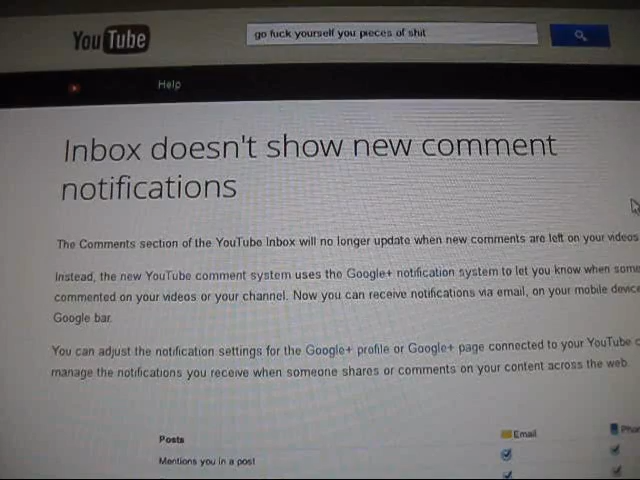 YouTube
go fuck yourself you pieces of shit
Help
Inbox doesn't show new comment
notifications
The Comments section of the YouTube Inbox will no longer update when new comments are left on your videos
Instead, the new YouTube comment system uses the Google+ notification system to let you know when some
commented on your videos or your channel. Now you can receive notifications via email, on your mobile device
Google bar.
You can adjust the notification settings for the Google+ profile or Google+ page connected to your YouTube c
manage the notifications you receive when someone shares or comments on your content across the web.
Posts Email Phon
Mentions you in a post